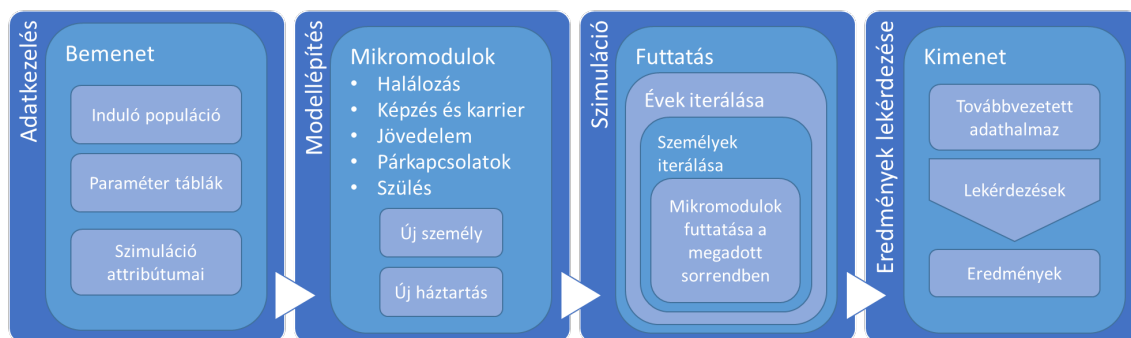 Adatkezelés
Bemenet
Induló populáció
Paraméter táblák
Szimuláció
attribútumai
Modellépítés
Mikromodulok
• Halálozás
• Képzés és karrier
• Jövedelem
• Párkapcsolatok
• Szülés
Új személy
Új háztartás
Szimuláció
Futtatás
Évek iterálása
Személyek
iterálása
Mikromodulok
futtatása a
megadott
sorrendben
Eredmények lekérdezése
Kimenet
Továbbvezetett
adathalmaz
Lekérdezések
Eredmények